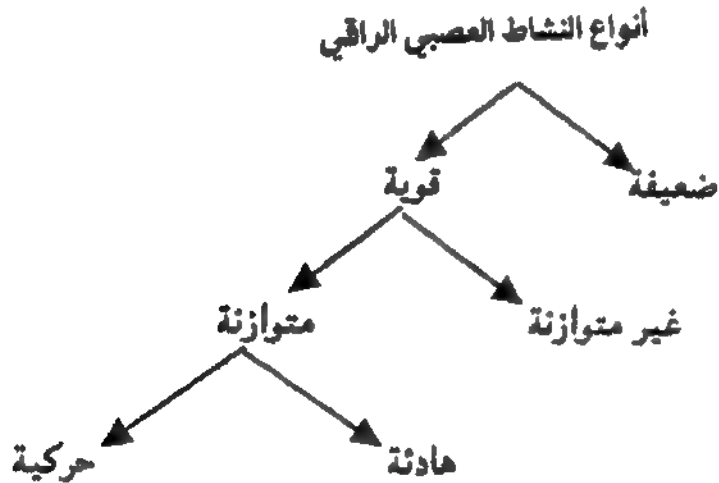 أنواع النشاط العصبي الراقي
ضعيفة
قوية
غير متوازنة
متوازنة
هادئة
حركية